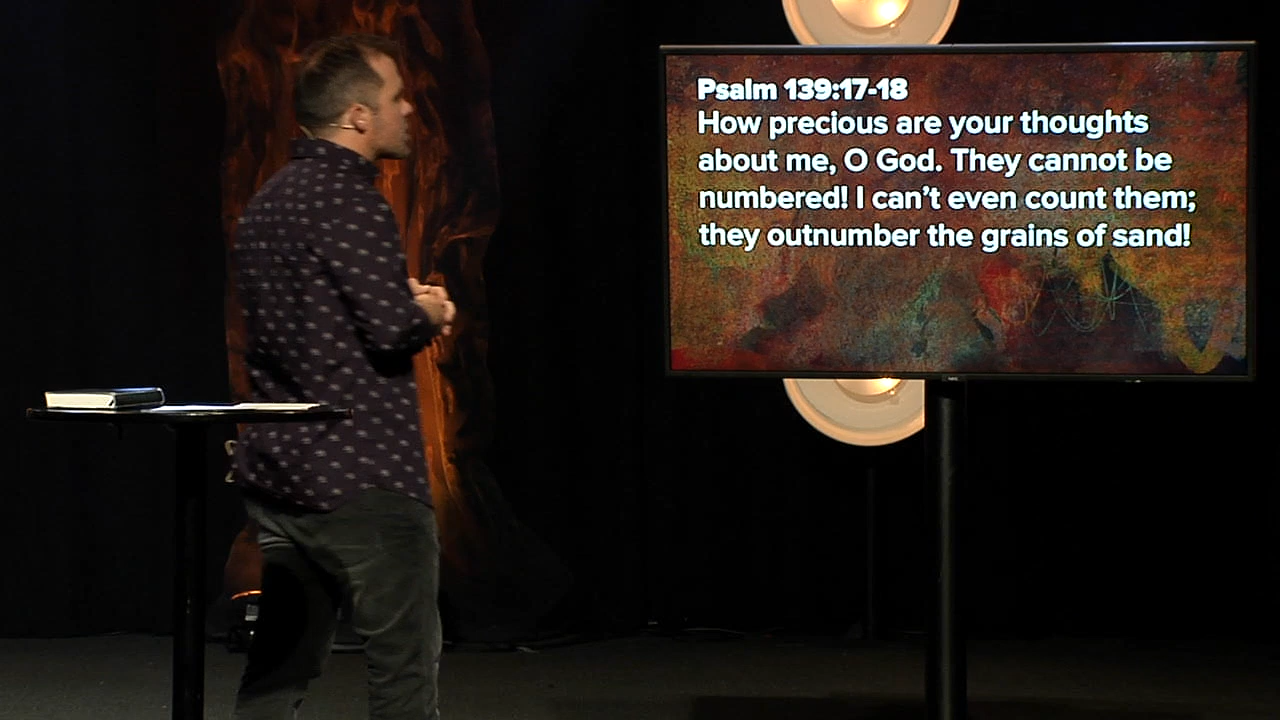 Psalm 139:17-18
How precious are your thoughts
about me, O God. They cannot be
numbered! I can't even count them;
they outnumber the grains of sand!